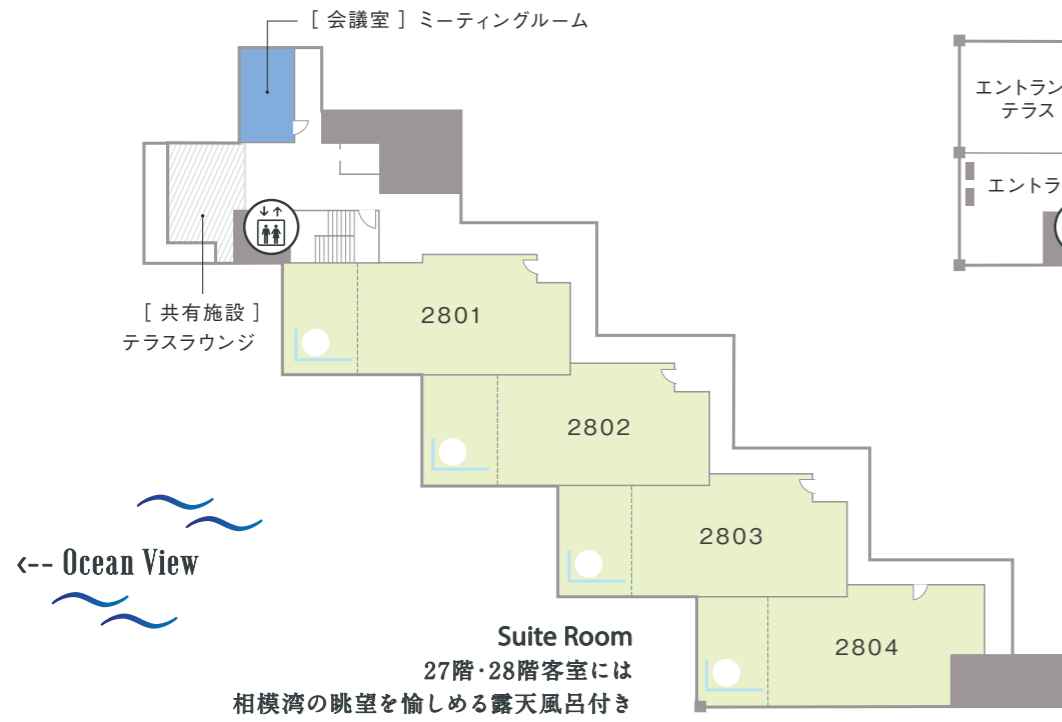 [ 会議室 ] ミーティングルーム
エントラン
テラス
エントラ
[ 共有施設 ]
テラスラウンジ
2801
2802
2803
2804
<-- Ocean View
Suite Room
27階･28階客室には
相模湾の眺望を愉しめる露天風呂付き